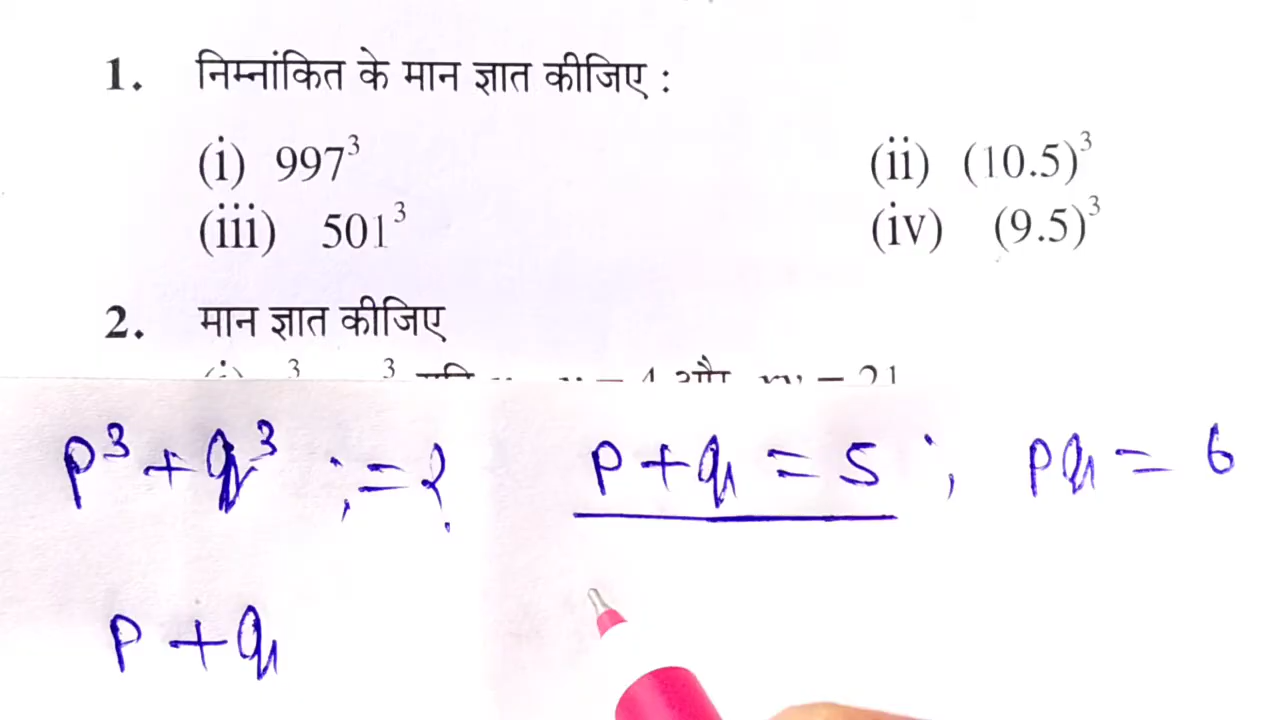 1. निम्नांकित के मान ज्ञात कीजिए :
(i) 997³ (ii) (10.5)³
(iii) 501³ (iv) (9.5)³
2. मान ज्ञात कीजिए
p³ + q³ ; = ? p + q = 5 ; pq = 6
p + q